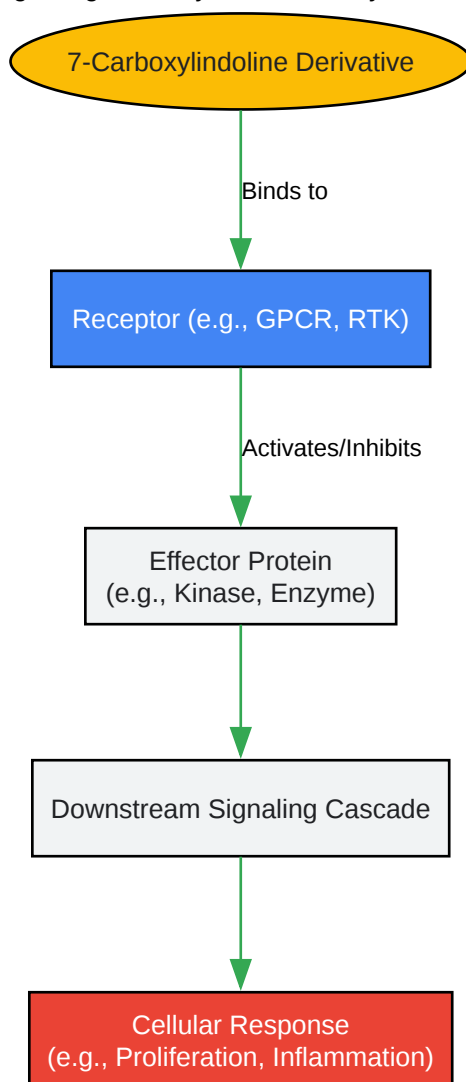 7-Carboxylindoline Derivative
Binds to
Receptor (e.g., GPCR, RTK)
Activates/Inhibits
Effector Protein
(e.g., Kinase, Enzyme)
Downstream Signaling Cascade
Cellular Response
(e.g., Proliferation, Inflammation)